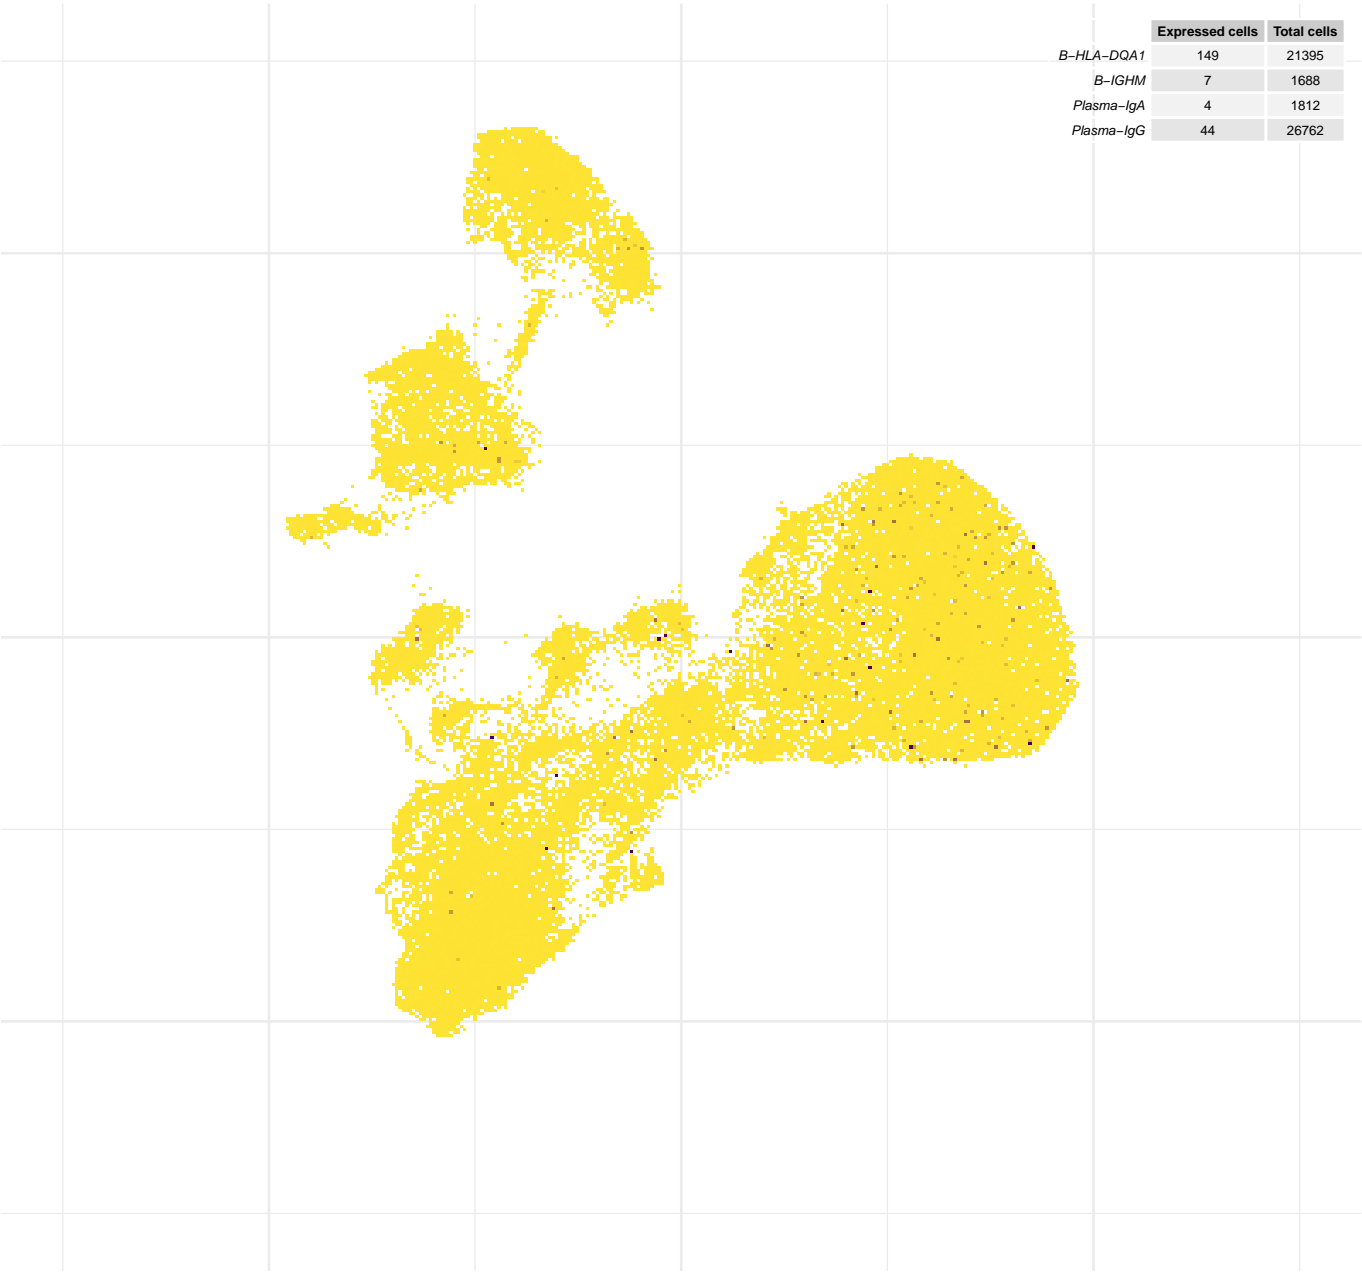 Expressed cells Total cells
B−HLA−DQA1 149 21395
B−IGHM 7 1688
Plasma−IgA 4 1812
Plasma−IgG 44 26762